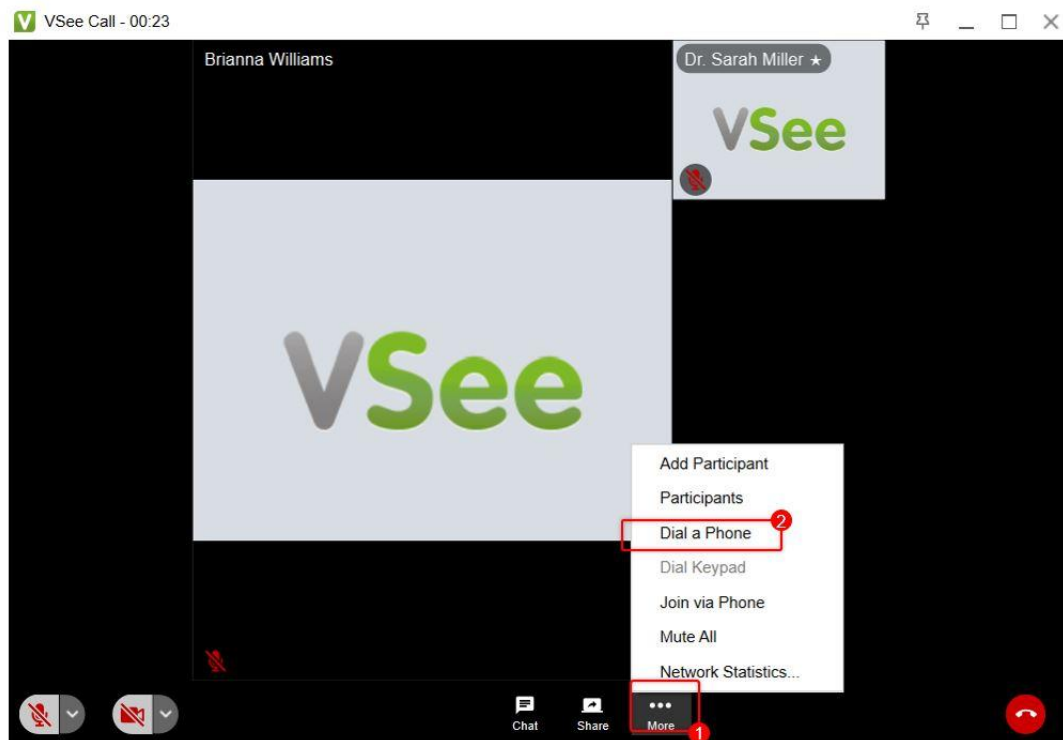 VSee Call - 00:23
Brianna Williams
Dr. Sarah Miller ★
VSee
VSee
Add Participant
Participants
Dial a Phone
2
Dial Keypad
Join via Phone
Mute All
Network Statistics...
Chat
Share
More
1